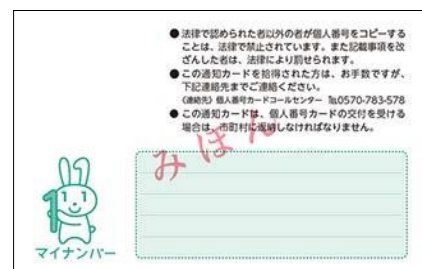 ●法律で認められた者以外の者が個人番号をコピーする
ことは、法律で禁止されています。また記載事項を改
ざんした者は、法律により罰せられます。
●この通知カードを拾得された方は、お手数ですが、
下記連絡先までご連絡ください。
《連絡先》個人番号カードコールセンター ℡0570-783-578
●この通知カードは、個人番号カードの交付を受ける
場合は、市町村に返納しなければなりません。
みほん
1
マイナンバー